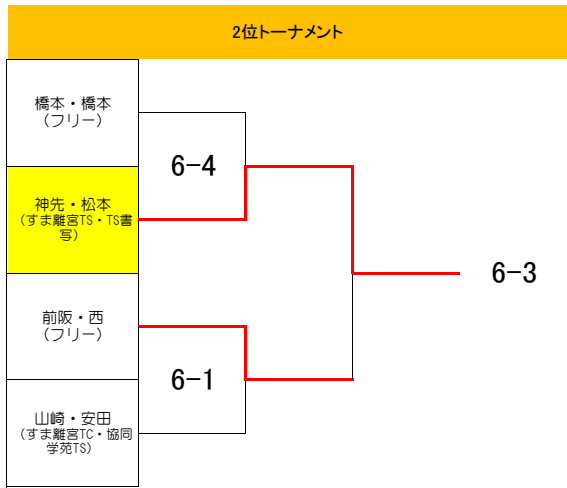 2位トーナメント
橋本・橋本
（フリー）
6-4
神先・松本
（すま離宮TS・TS書
写）
6-3
前阪・西
（フリー）
6-1
山崎・安田
（すま離宮TC・協同
学苑TS）